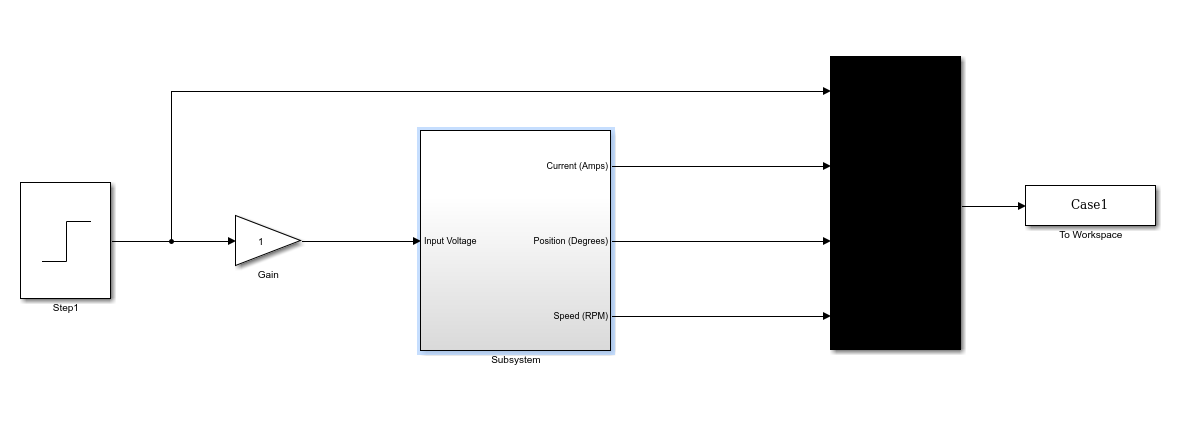 Current (Amps)
Case1
To Workspace
1
Input Voltage
Position (Degrees)
Gain
Step1
Speed (RPM)
Subsystem